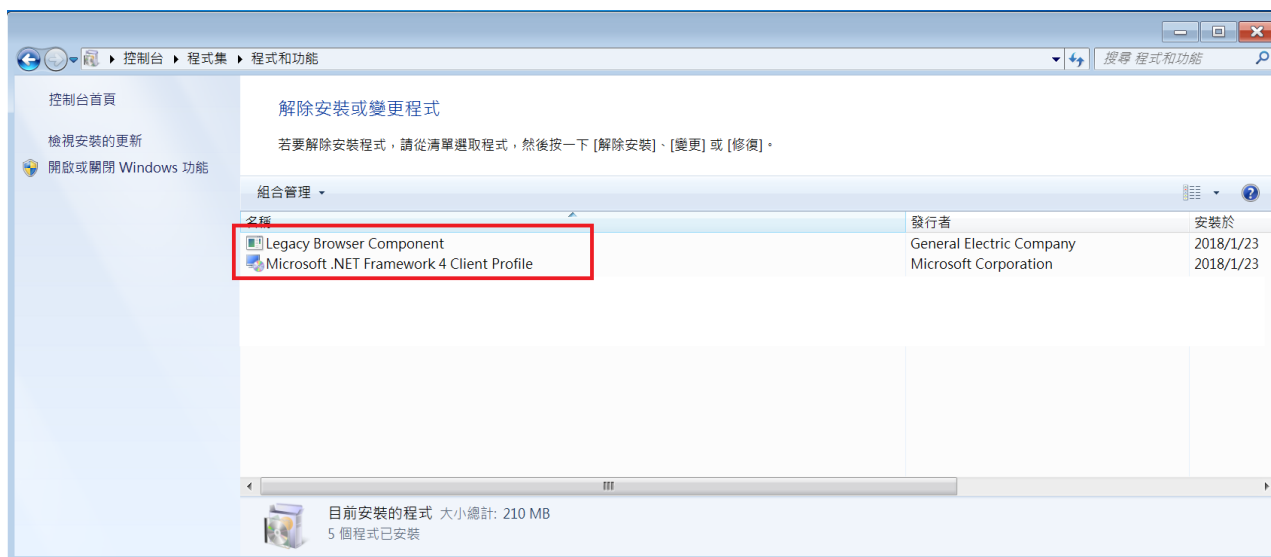 控制台 ▸ 程式集 ▸ 程式和功能
搜尋 程式和功能
控制台首頁
檢視安裝的更新
開啟或關閉 Windows 功能
解除安裝或變更程式
若要解除安裝程式，請從清單選取程式，然後按一下 [解除安裝]、[變更] 或 [修復]。
組合管理
名稱 發行者 安裝於
Legacy Browser Component General Electric Company 2018/1/23
Microsoft .NET Framework 4 Client Profile Microsoft Corporation 2018/1/23
目前安裝的程式 大小總計: 210 MB
5 個程式已安裝